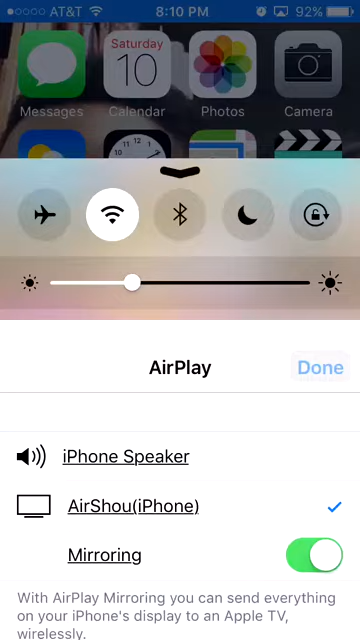 AT&T 8:10 PM 92%
Saturday
10
Messages Calendar Photos Camera
12
AirPlay Done
iPhone Speaker
AirShou(iPhone)
Mirroring
With AirPlay Mirroring you can send everything
on your iPhone's display to an Apple TV,
wirelessly.